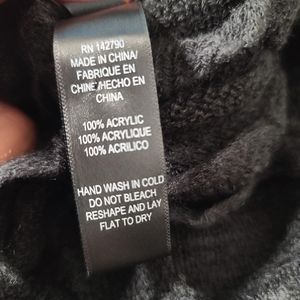 RN 142790
MADE IN CHINA/
FABRIQUE EN
CHINE/HECHO EN
CHINA
100% ACRYLIC
100% ACRYLIQUE
100% ACRILICO
HAND WASH IN COLD
DO NOT BLEACH
RESHAPE AND LAY
FLAT TO DRY